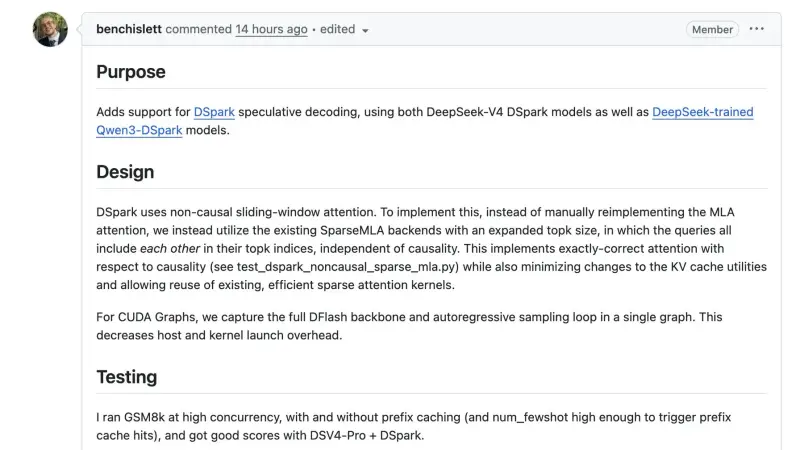 benchislett commented 14 hours ago • edited
Member
Purpose
Adds support for DSpark speculative decoding, using both DeepSeek-V4 DSpark models as well as DeepSeek-trained
Qwen3-DSpark models.
Design
DSpark uses non-causal sliding-window attention. To implement this, instead of manually reimplementing the MLA
attention, we instead utilize the existing SparseMLA backends with an expanded topk size, in which the queries all
include each other in their topk indices, independent of causality. This implements exactly-correct attention with
respect to causality (see test_dspark_noncausal_sparse_mla.py) while also minimizing changes to the KV cache utilities
and allowing reuse of existing, efficient sparse attention kernels.
For CUDA Graphs, we capture the full DFlash backbone and autoregressive sampling loop in a single graph. This
decreases host and kernel launch overhead.
Testing
I ran GSM8k at high concurrency, with and without prefix caching (and num_fewshot high enough to trigger prefix
cache hits), and got good scores with DSV4-Pro + DSpark.